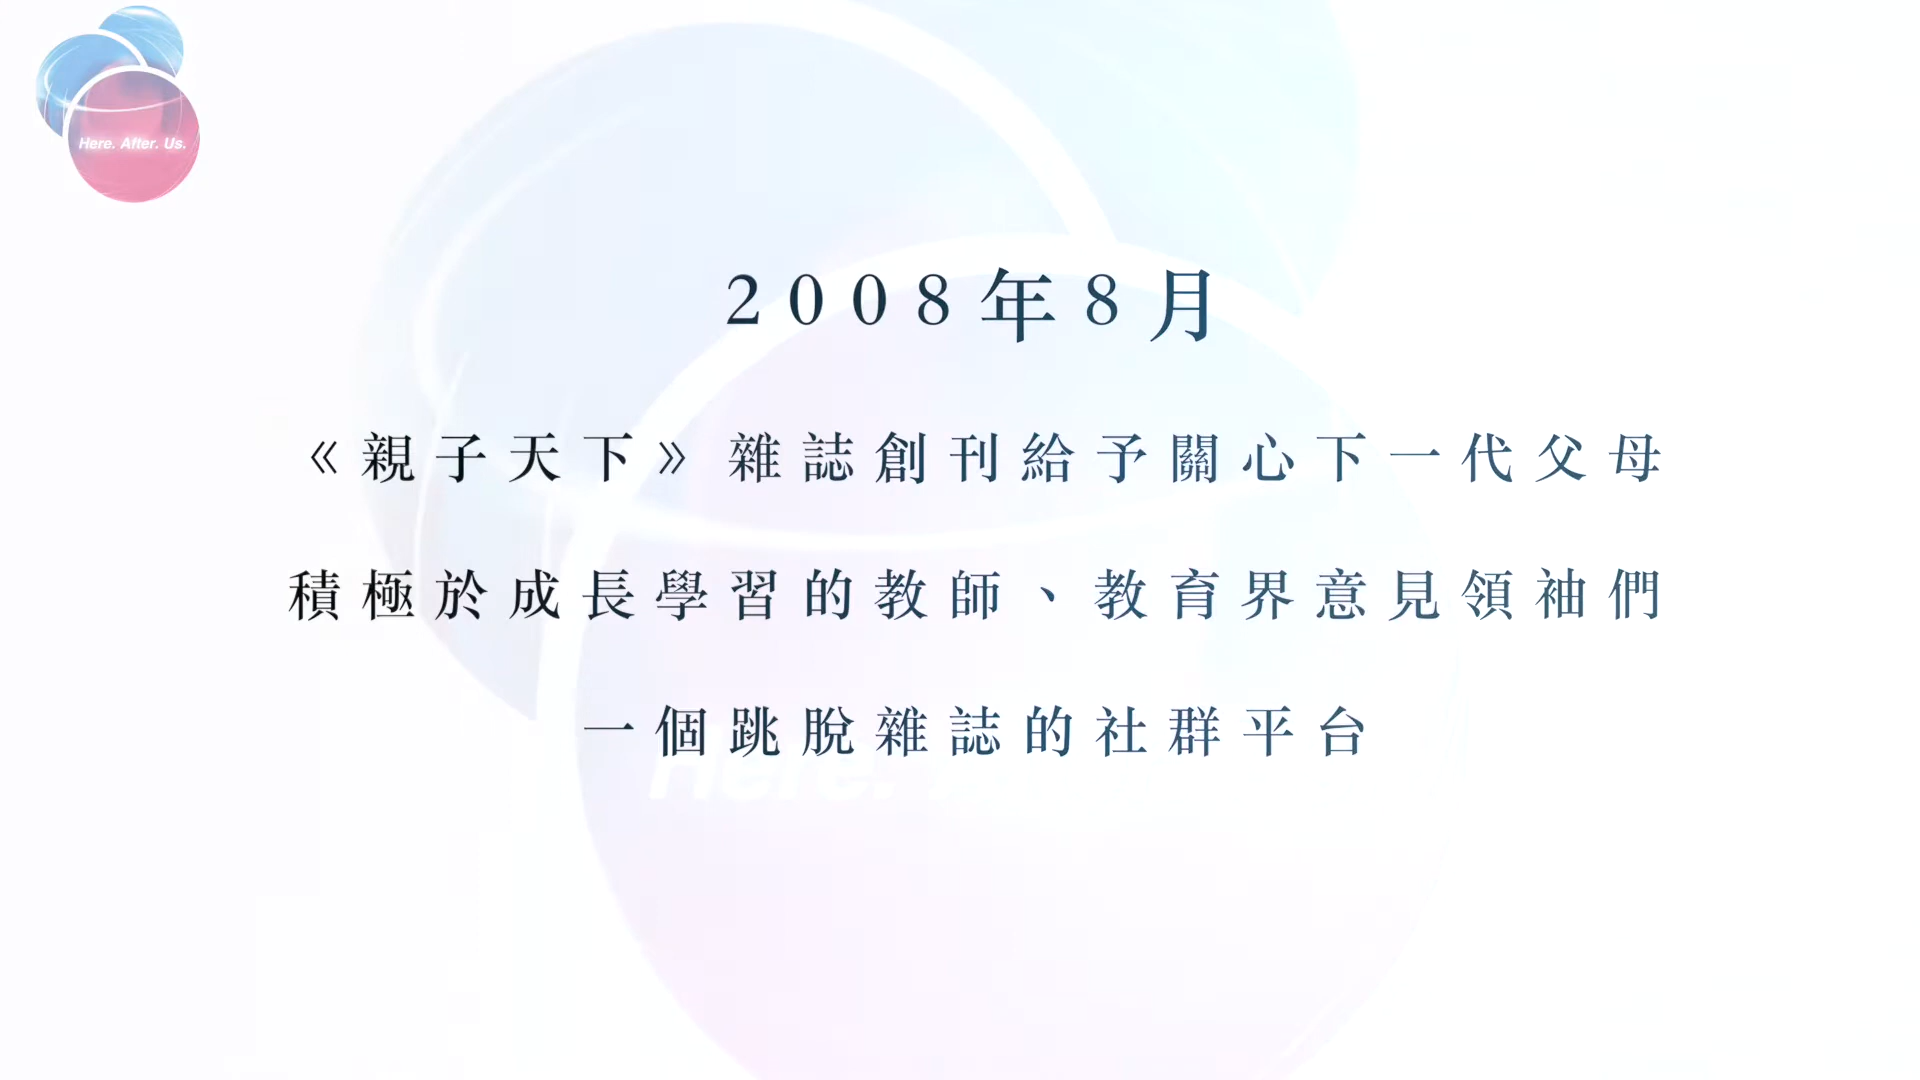 Here. After. Us.
2008年8月
《親子天下》雜誌創刊給予關心下一代父母
積極於成長學習的教師、教育界意見領袖們
一個跳脫雜誌的社群平台
Here.